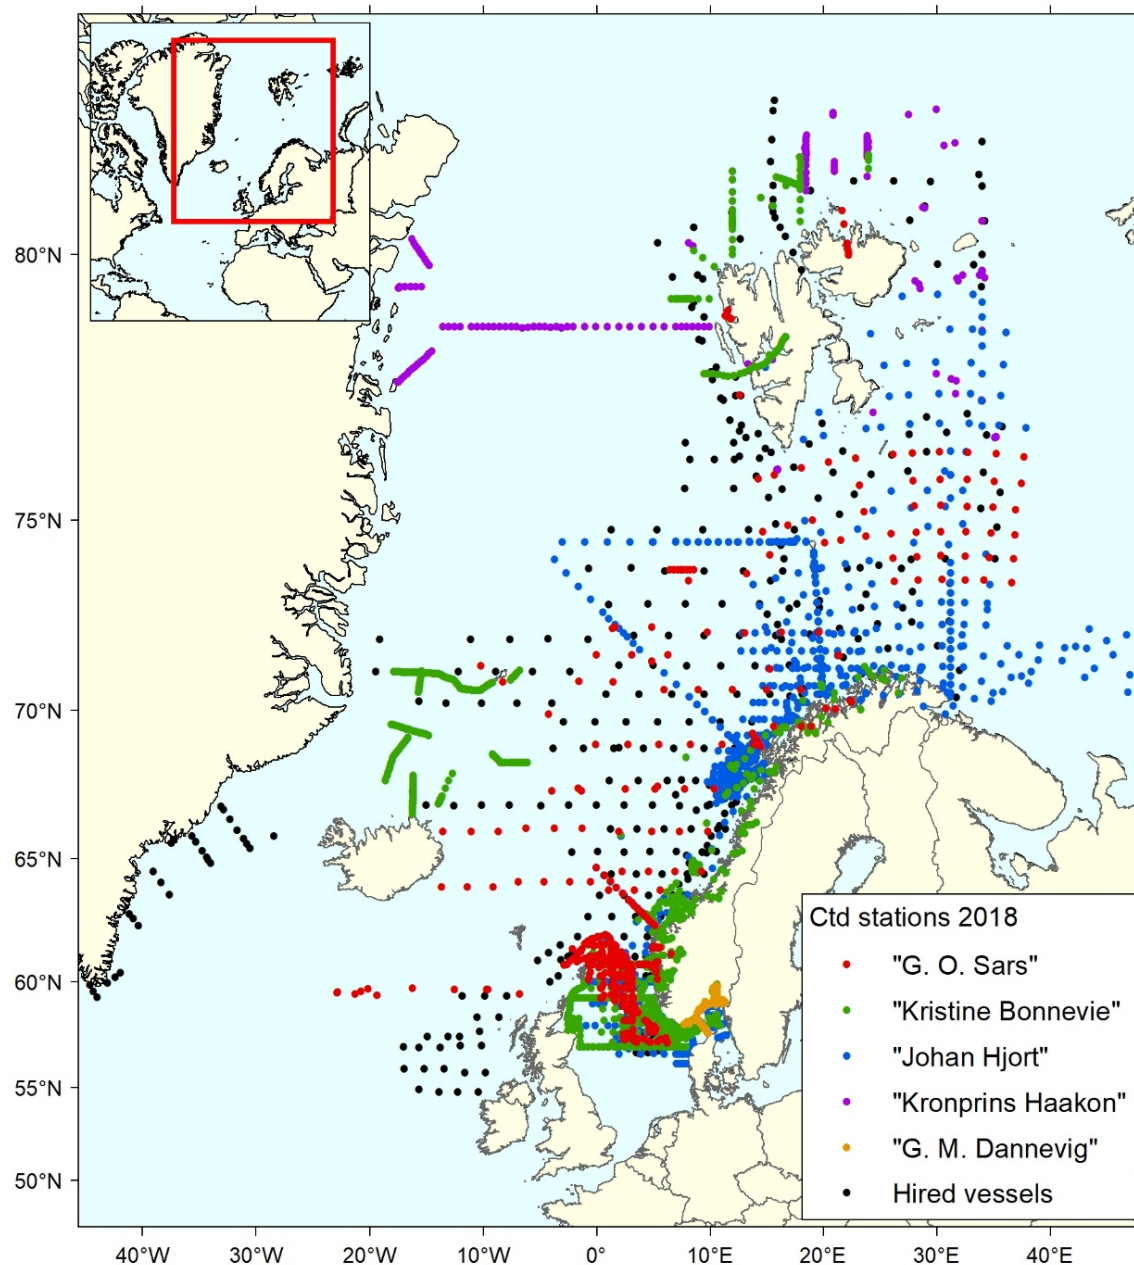 80°N
75°N
70°N
65°N
60°N
55°N
50°N
Ctd stations 2018
"G. O. Sars"
"Kristine Bonnevie"
"Johan Hjort"
"Kronprins Haakon"
"G. M. Dannevig"
Hired vessels
40°W 30°W 20°W 10°W 0° 10°E 20°E 30°E 40°E